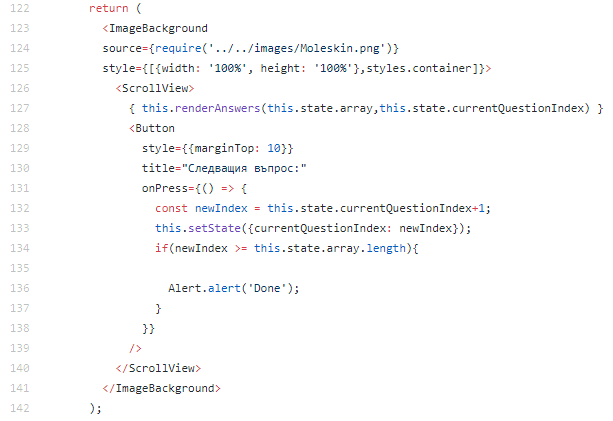 122 return (
123 <ImageBackground
124 source={require('../../images/Moleskin.png')}
125 style={[{width: '100%', height: '100%'},styles.container]}>
126 <ScrollView>
127 { this.renderAnswers(this.state.array,this.state.currentQuestionIndex) }
128 <Button
129 style={{marginTop: 10}}
130 title="Следващия въпрос:"
131 onPress={() => {
132 const newIndex = this.state.currentQuestionIndex+1;
133 this.setState({currentQuestionIndex: newIndex});
134 if(newIndex >= this.state.array.length){
135
136 Alert.alert('Done');
137 }
138 }}
139 />
140 </ScrollView>
141 </ImageBackground>
142 );